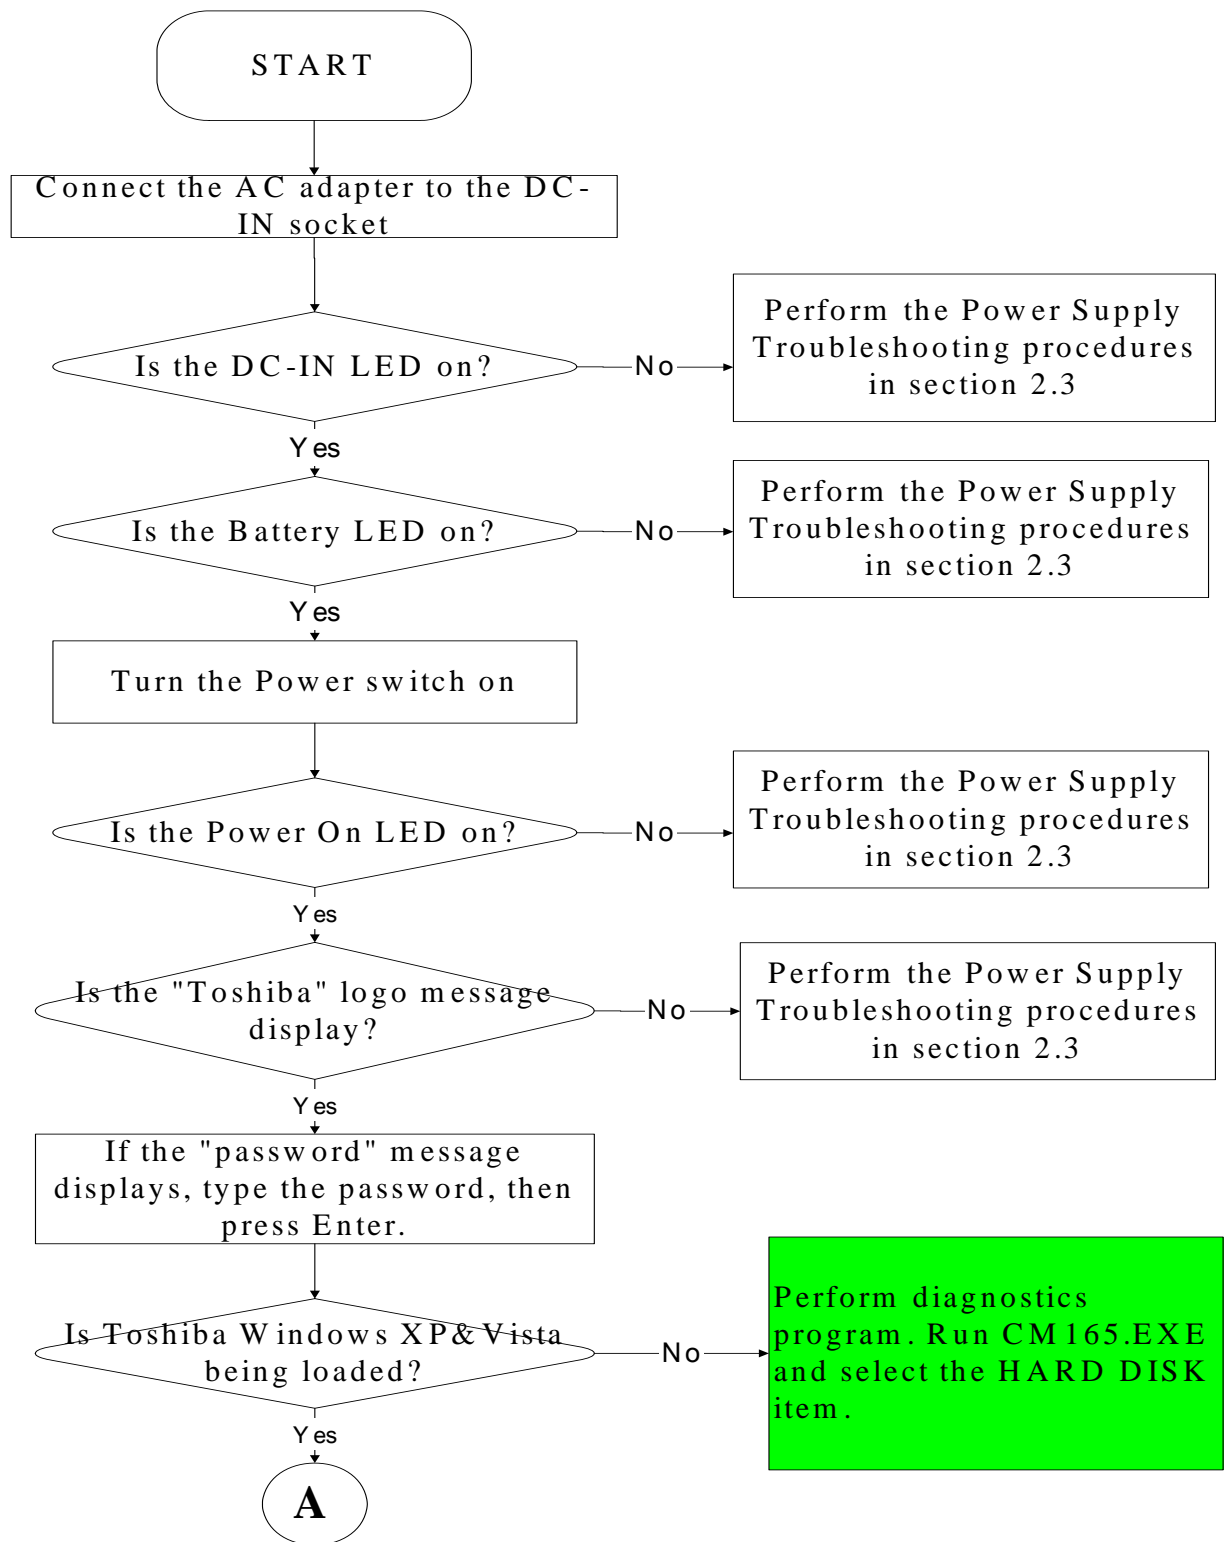 START
Connect the AC adapter to the DC-
IN socket
Is the DC-IN LED on?
No
Perform the Power Supply
Troubleshooting procedures
in section 2.3
Yes
Is the Battery LED on?
No
Perform the Power Supply
Troubleshooting procedures
in section 2.3
Yes
Turn the Power switch on
Is the Power On LED on?
No
Perform the Power Supply
Troubleshooting procedures
in section 2.3
Yes
Is the "Toshiba" logo message
display?
No
Perform the Power Supply
Troubleshooting procedures
in section 2.3
Yes
If the "password" message
displays, type the password, then
press Enter.
Is Toshiba Windows XP&Vista
being loaded?
No
Perform diagnostics
program. Run CM165.EXE
and select the HARD DISK
item.
Yes
A